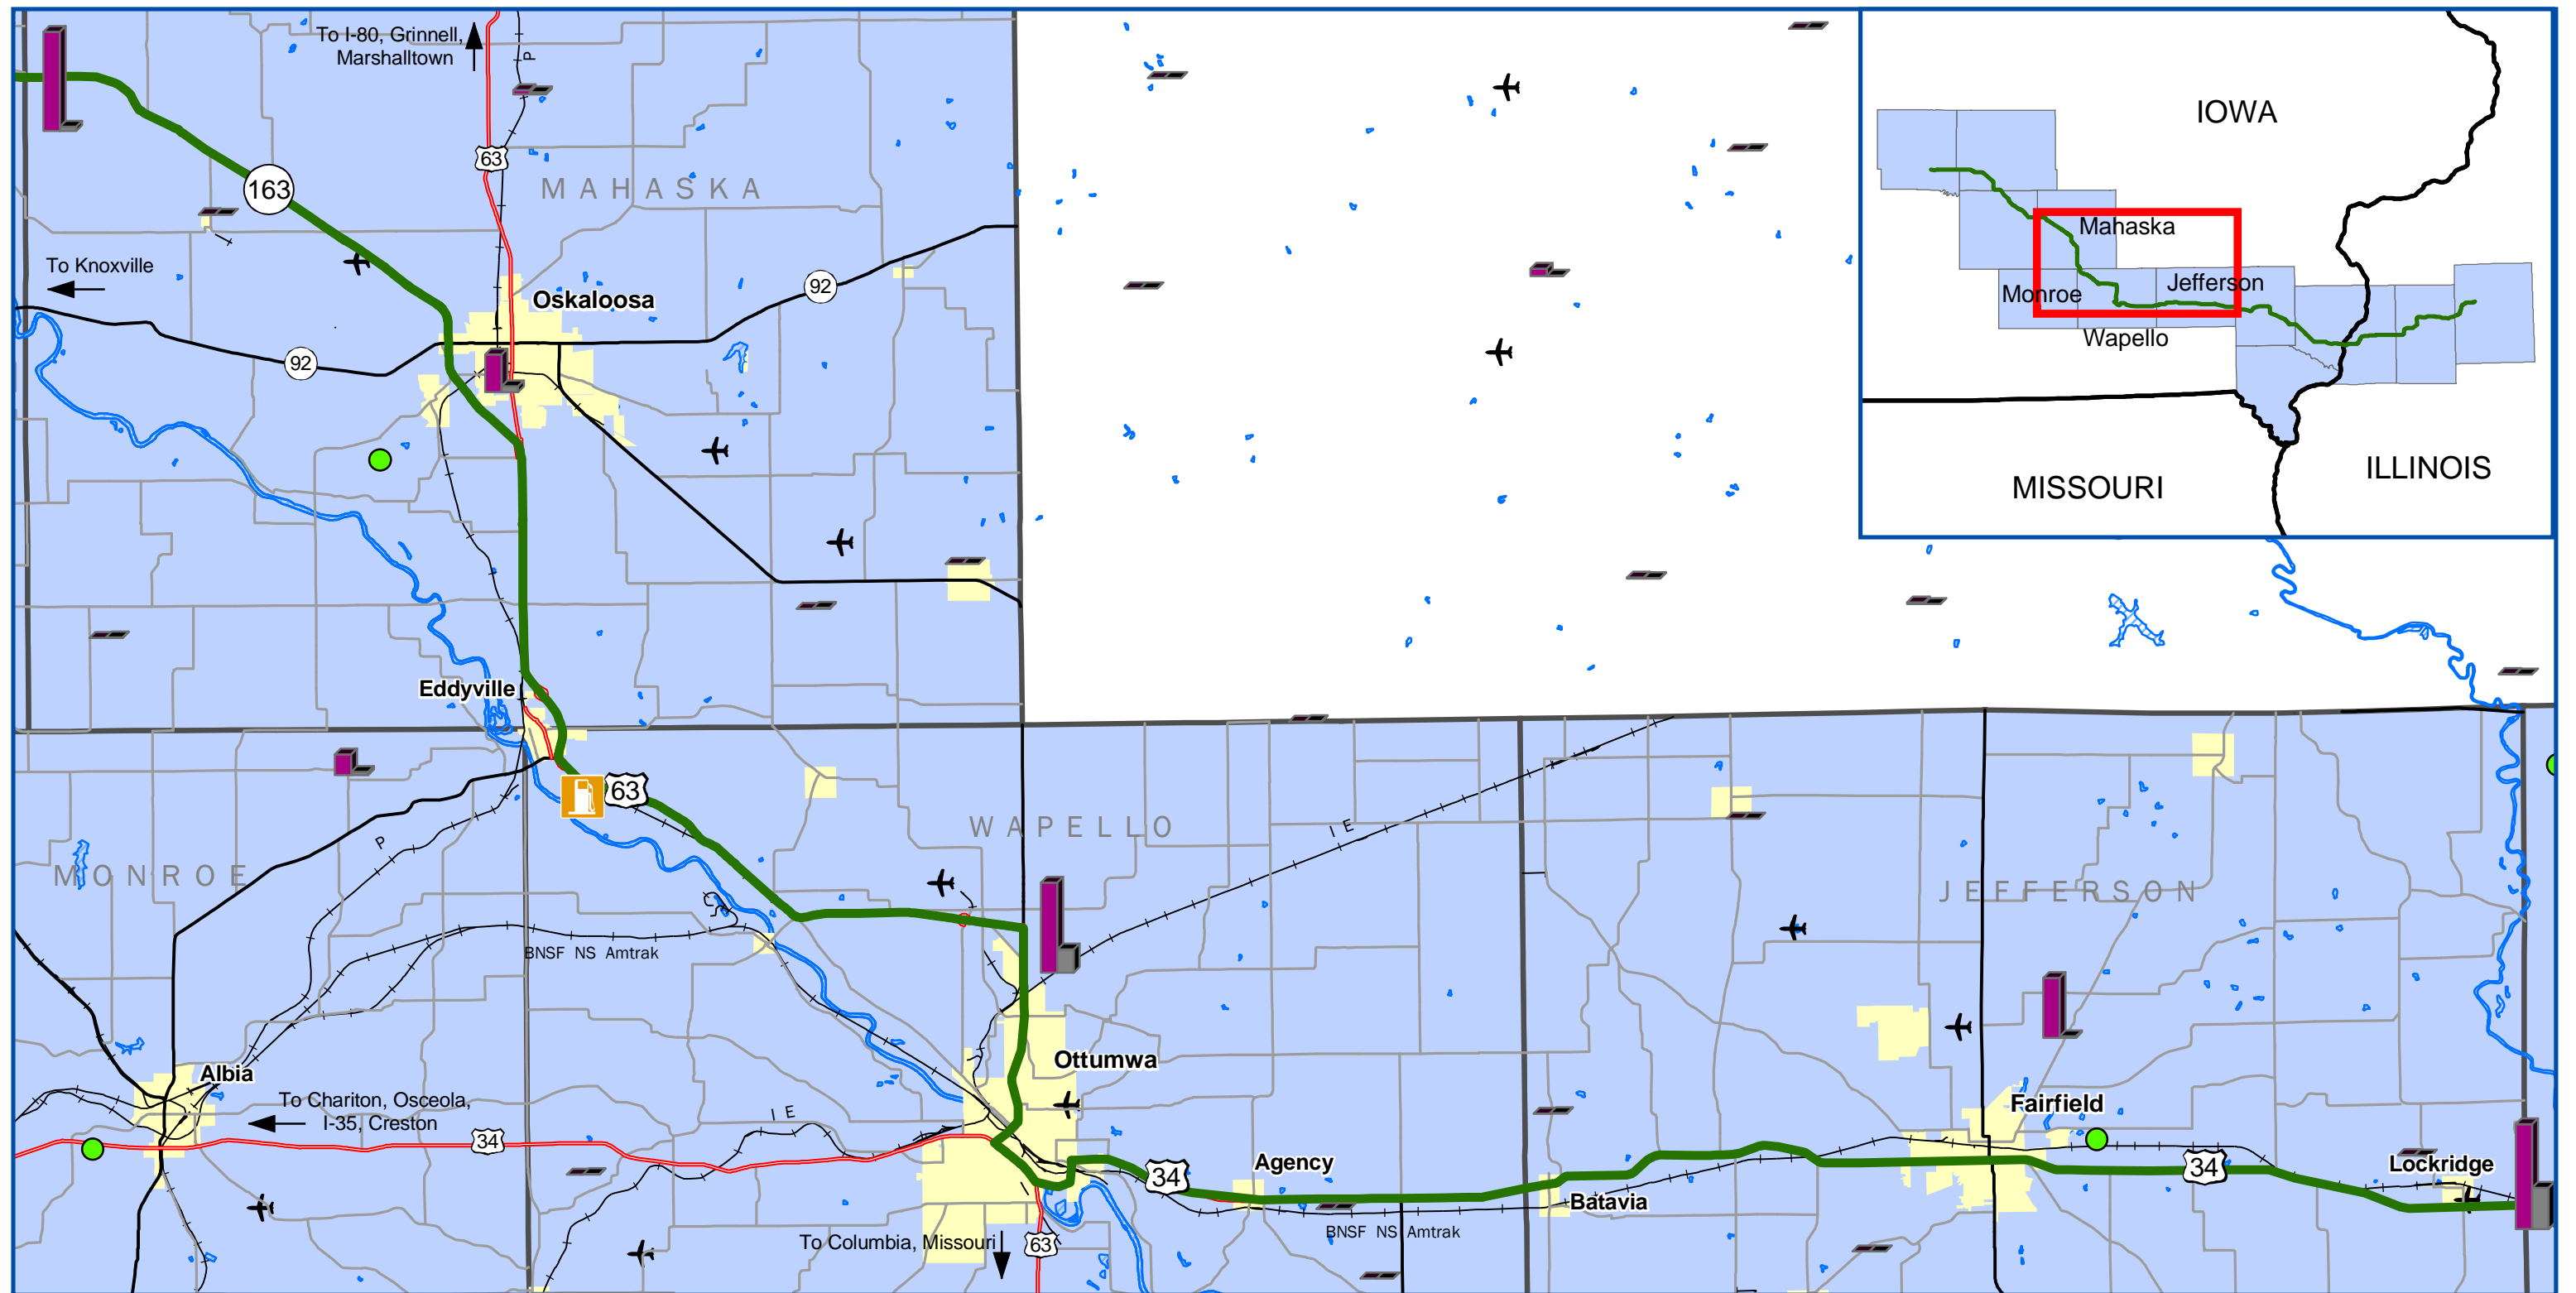 To I-80, Grinnell,
Marshalltown
P
63
163
MAHASKA
To Knoxville
92
Oskaloosa
92
Eddyville
63
WAPELLO
I E
MONROE
P
JEFFERSON
BNSF NS Amtrak
Albia
Ottumwa
To Chariton, Osceola,
I-35, Creston
I E
34
Fairfield
Agency
34
34
Lockridge
Batavia
BNSF NS Amtrak
To Columbia, Missouri
63
IOWA
Mahaska
Jefferson
Monroe
Wapello
MISSOURI
ILLINOIS